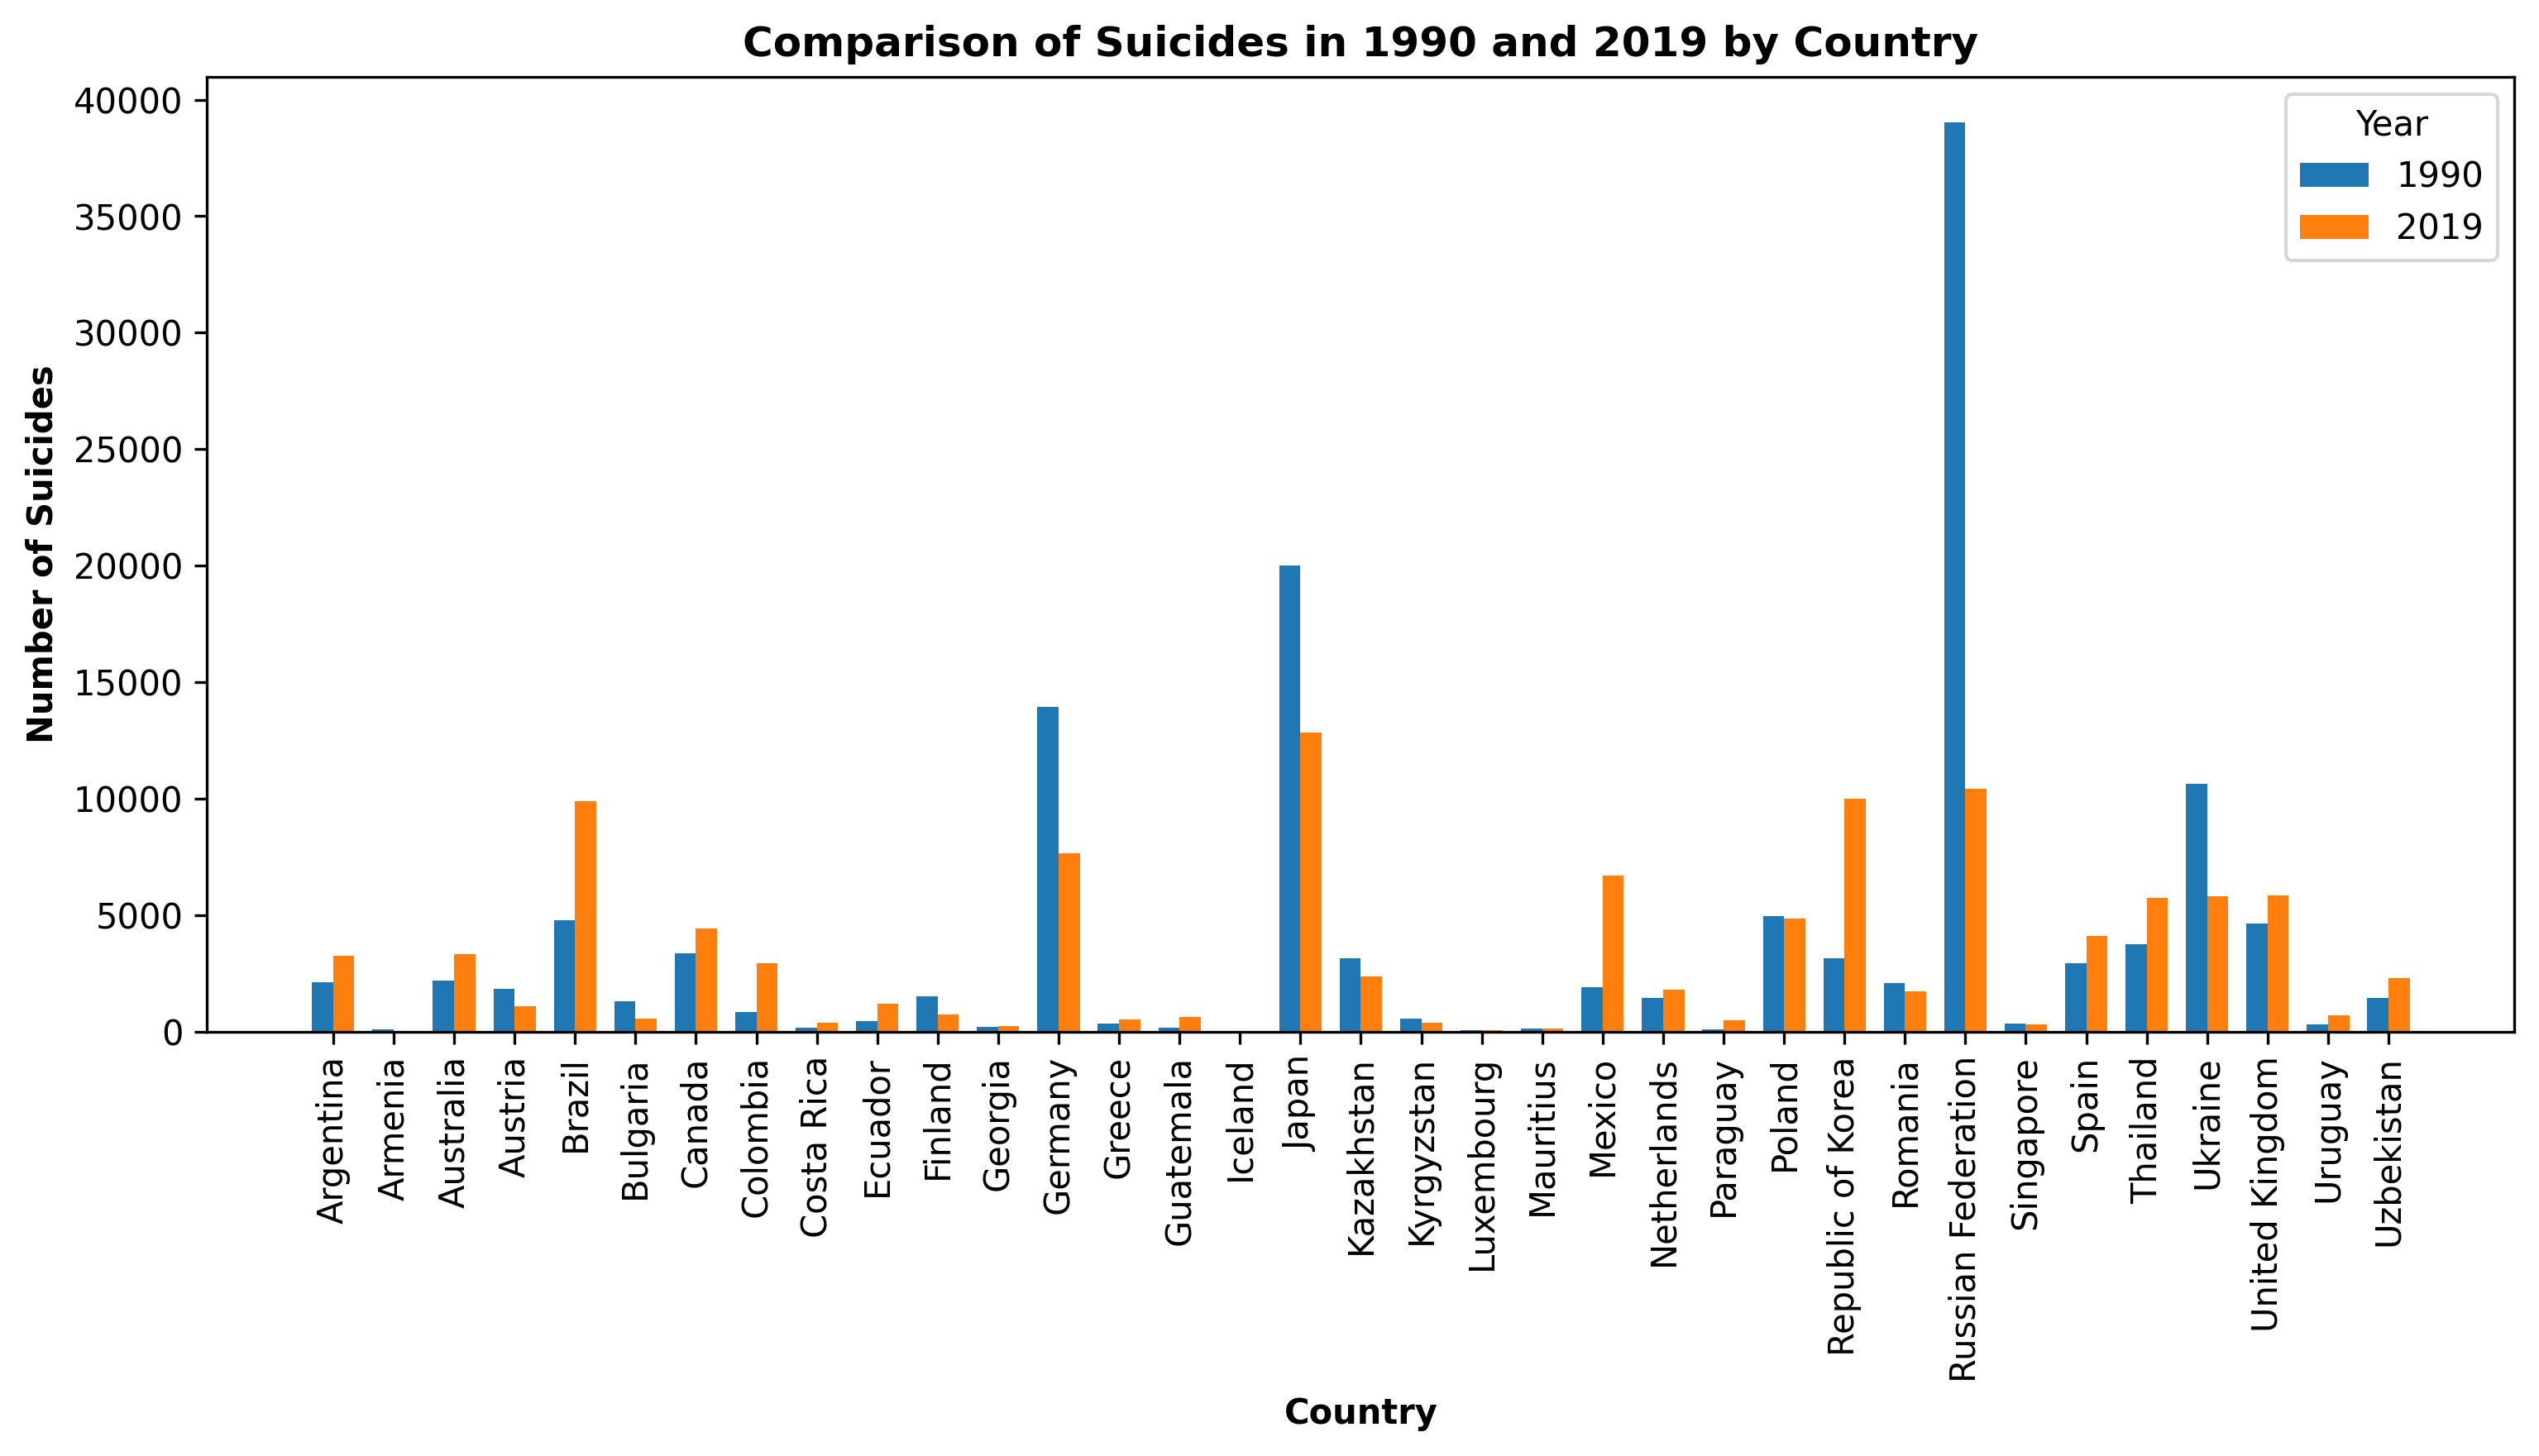 Comparison of Suicides in 1990 and 2019 by Country
Number of Suicides
40000
35000
30000
25000
20000
15000
10000
5000
0
Year
1990
2019
Argentina
Armenia
Australia
Austria
Brazil
Bulgaria
Canada
Colombia
Costa Rica
Ecuador
Finland
Georgia
Germany
Greece
Guatemala
Iceland
Japan
Kazakhstan
Kyrgyzstan
Luxembourg
Mauritius
Mexico
Netherlands
Paraguay
Poland
Republic of Korea
Romania
Russian Federation
Singapore
Spain
Thailand
Ukraine
United Kingdom
Uruguay
Uzbekistan
Country